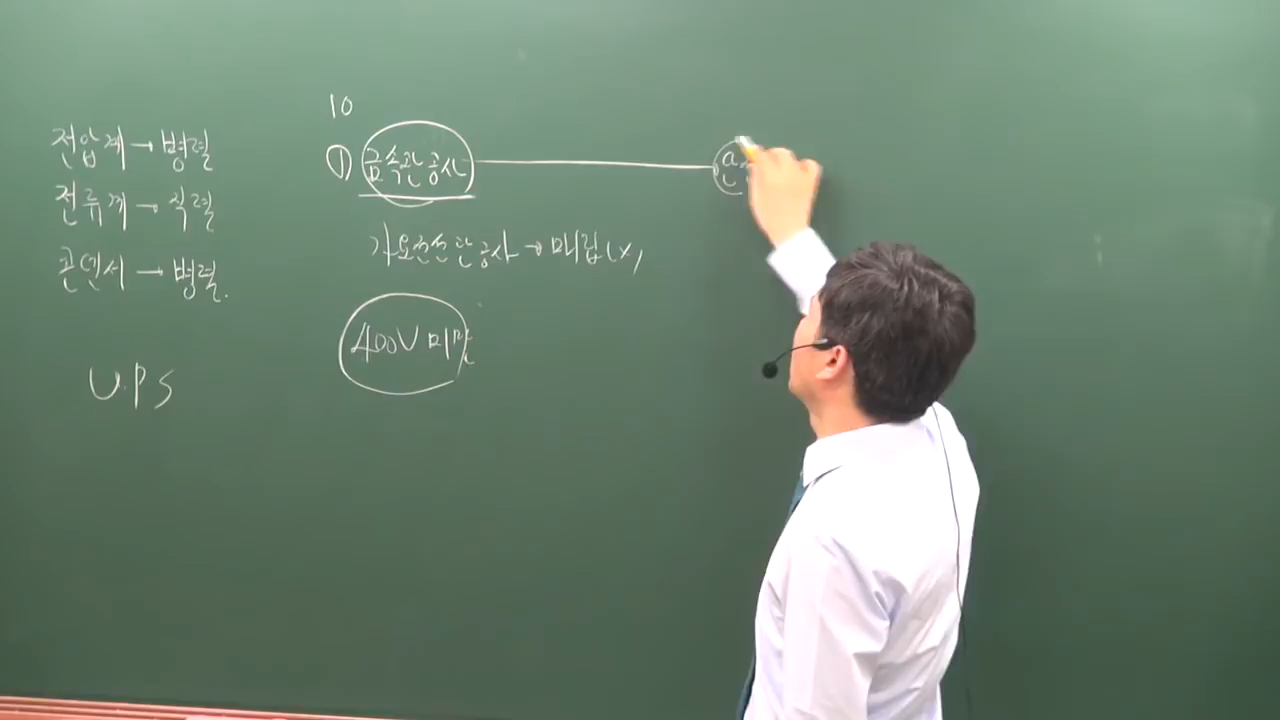 전압계 → 병렬
전류계 → 직렬
콘덴서 → 병렬.
U.P.S
10
① 금속관공사
가요전선관공사 → 매립(X)
400V 미만